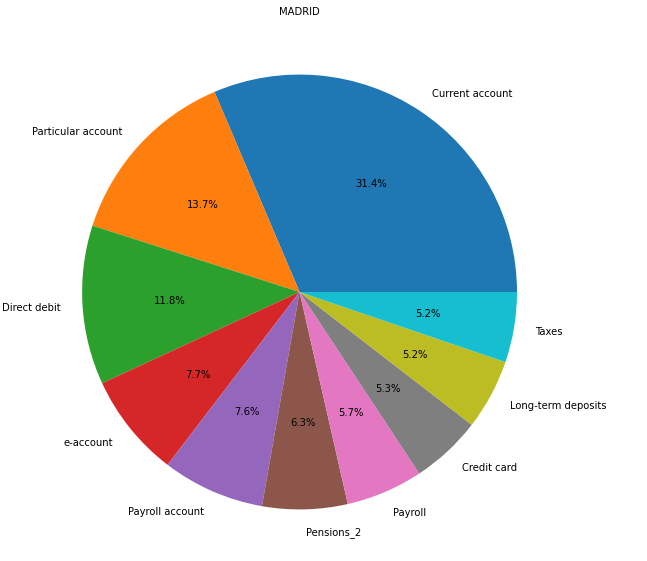 MADRID
Current account
31.4%
Particular account
13.7%
Direct debit
11.8%
e-account
7.7%
Payroll account
7.6%
Pensions_2
6.3%
Payroll
5.7%
Credit card
5.3%
Long-term deposits
5.2%
Taxes
5.2%